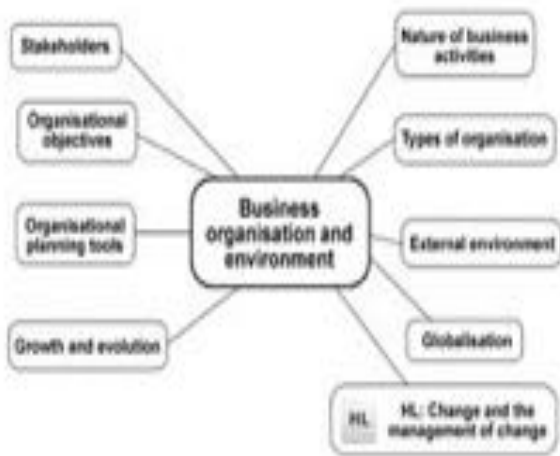 Stakeholders
Organisational
objectives
Organisational
planning tools
Growth and evolution
Business
organisation and
environment
Nature of business
activities
Types of organisation
External environment
Globalisation
HL
HL: Change and the
management of change